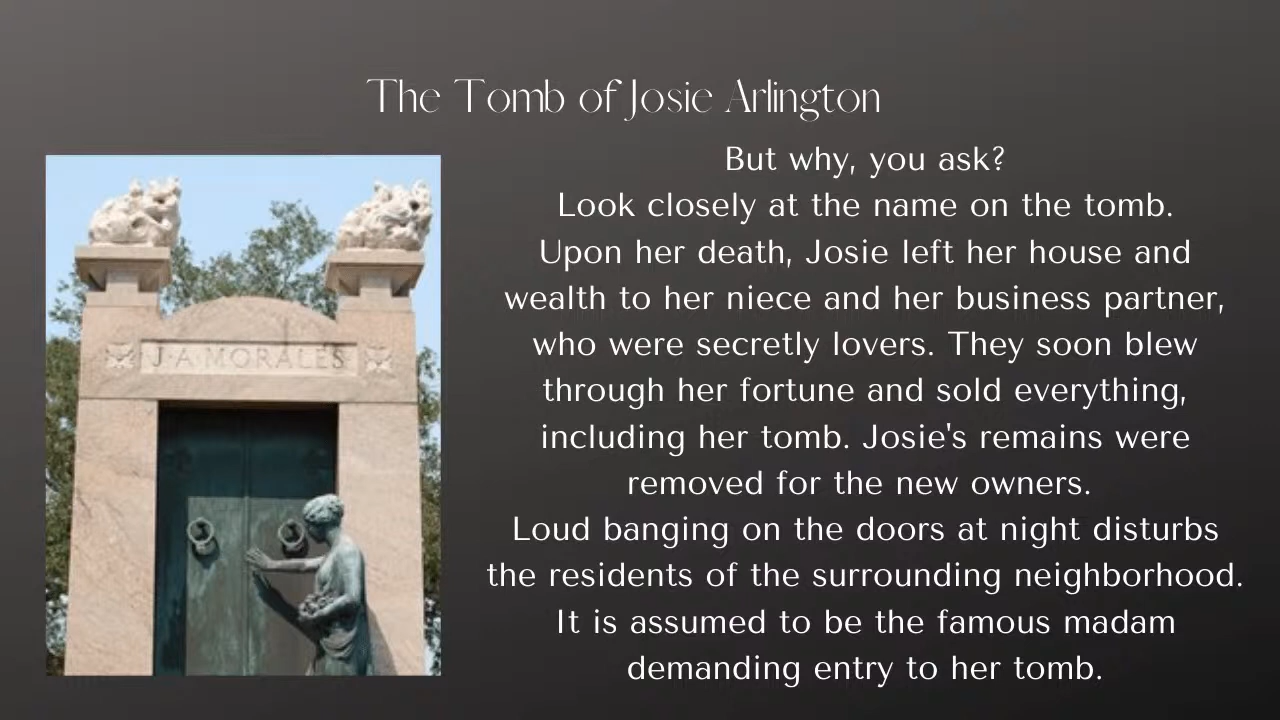 The Tomb of Josie Arlington
But why, you ask?
Look closely at the name on the tomb.
Upon her death, Josie left her house and
wealth to her niece and her business partner,
who were secretly lovers. They soon blew
through her fortune and sold everything,
including her tomb. Josie's remains were
removed for the new owners.
Loud banging on the doors at night disturbs
the residents of the surrounding neighborhood.
It is assumed to be the famous madam
demanding entry to her tomb.
J·A·MORALES